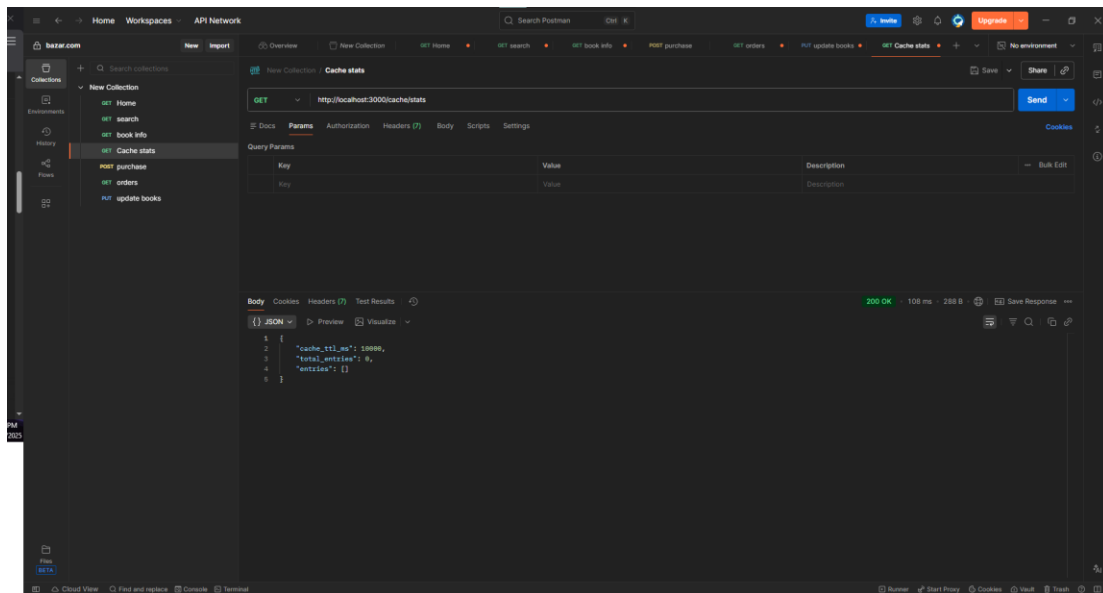 Home Workspaces API Network
Search Postman Ctrl K
Invite
Upgrade
bazar.com
New Import
Overview
New Collection
GET Home
GET search
GET book info
POST purchase
GET orders
PUT update books
GET Cache stats
No environment
Collections
Environments
History
Flows
Files
BETA
Search collections
New Collection
GET Home
GET search
GET book info
GET Cache stats
POST purchase
GET orders
PUT update books
New Collection / Cache stats
Save
Share
GET http://localhost:3000/cache/stats
Send
Docs Params Authorization Headers (7) Body Scripts Settings
Cookies
Query Params
Key Value Description Bulk Edit
Key Value Description
Body Cookies Headers (7) Test Results
200 OK 108 ms 288 B Save Response
{} JSON Preview Visualize
1 {
2 "cache_ttl_ms": 10000,
3 "total_entries": 0,
4 "entries": []
5 }
PM
/2025
Cloud View Find and replace Console Terminal
Runner Start Proxy Cookies Vault Trash